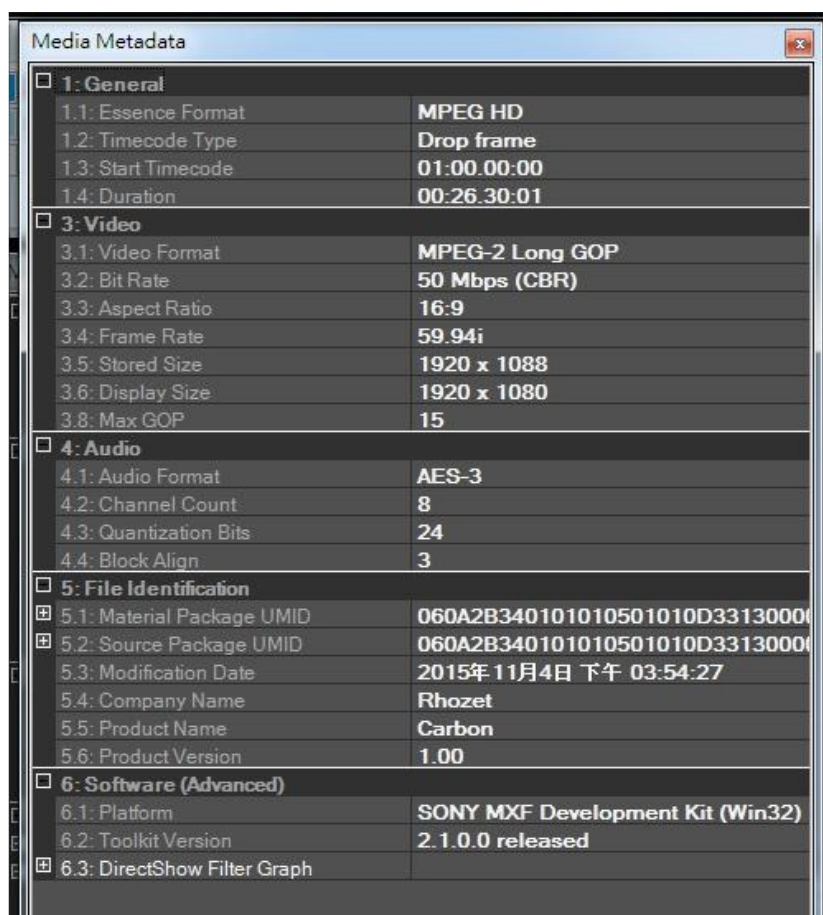 Media Metadata
1: General
1.1: Essence Format MPEG HD
1.2: Timecode Type Drop frame
1.3: Start Timecode 01:00.00:00
1.4: Duration 00:26.30:01
3: Video
3.1: Video Format MPEG-2 Long GOP
3.2: Bit Rate 50 Mbps (CBR)
3.3: Aspect Ratio 16:9
3.4: Frame Rate 59.94i
3.5: Stored Size 1920 x 1088
3.6: Display Size 1920 x 1080
3.8: Max GOP 15
4: Audio
4.1: Audio Format AES-3
4.2: Channel Count 8
4.3: Quantization Bits 24
4.4: Block Align 3
5: File Identification
5.1: Material Package UMID 060A2B340101010501010D3313000
5.2: Source Package UMID 060A2B340101010501010D3313000
5.3: Modification Date 2015年11月4日 下午 03:54:27
5.4: Company Name Rhozet
5.5: Product Name Carbon
5.6: Product Version 1.00
6: Software (Advanced)
6.1: Platform SONY MXF Development Kit (Win32)
6.2: Toolkit Version 2.1.0.0 released
6.3: DirectShow Filter Graph